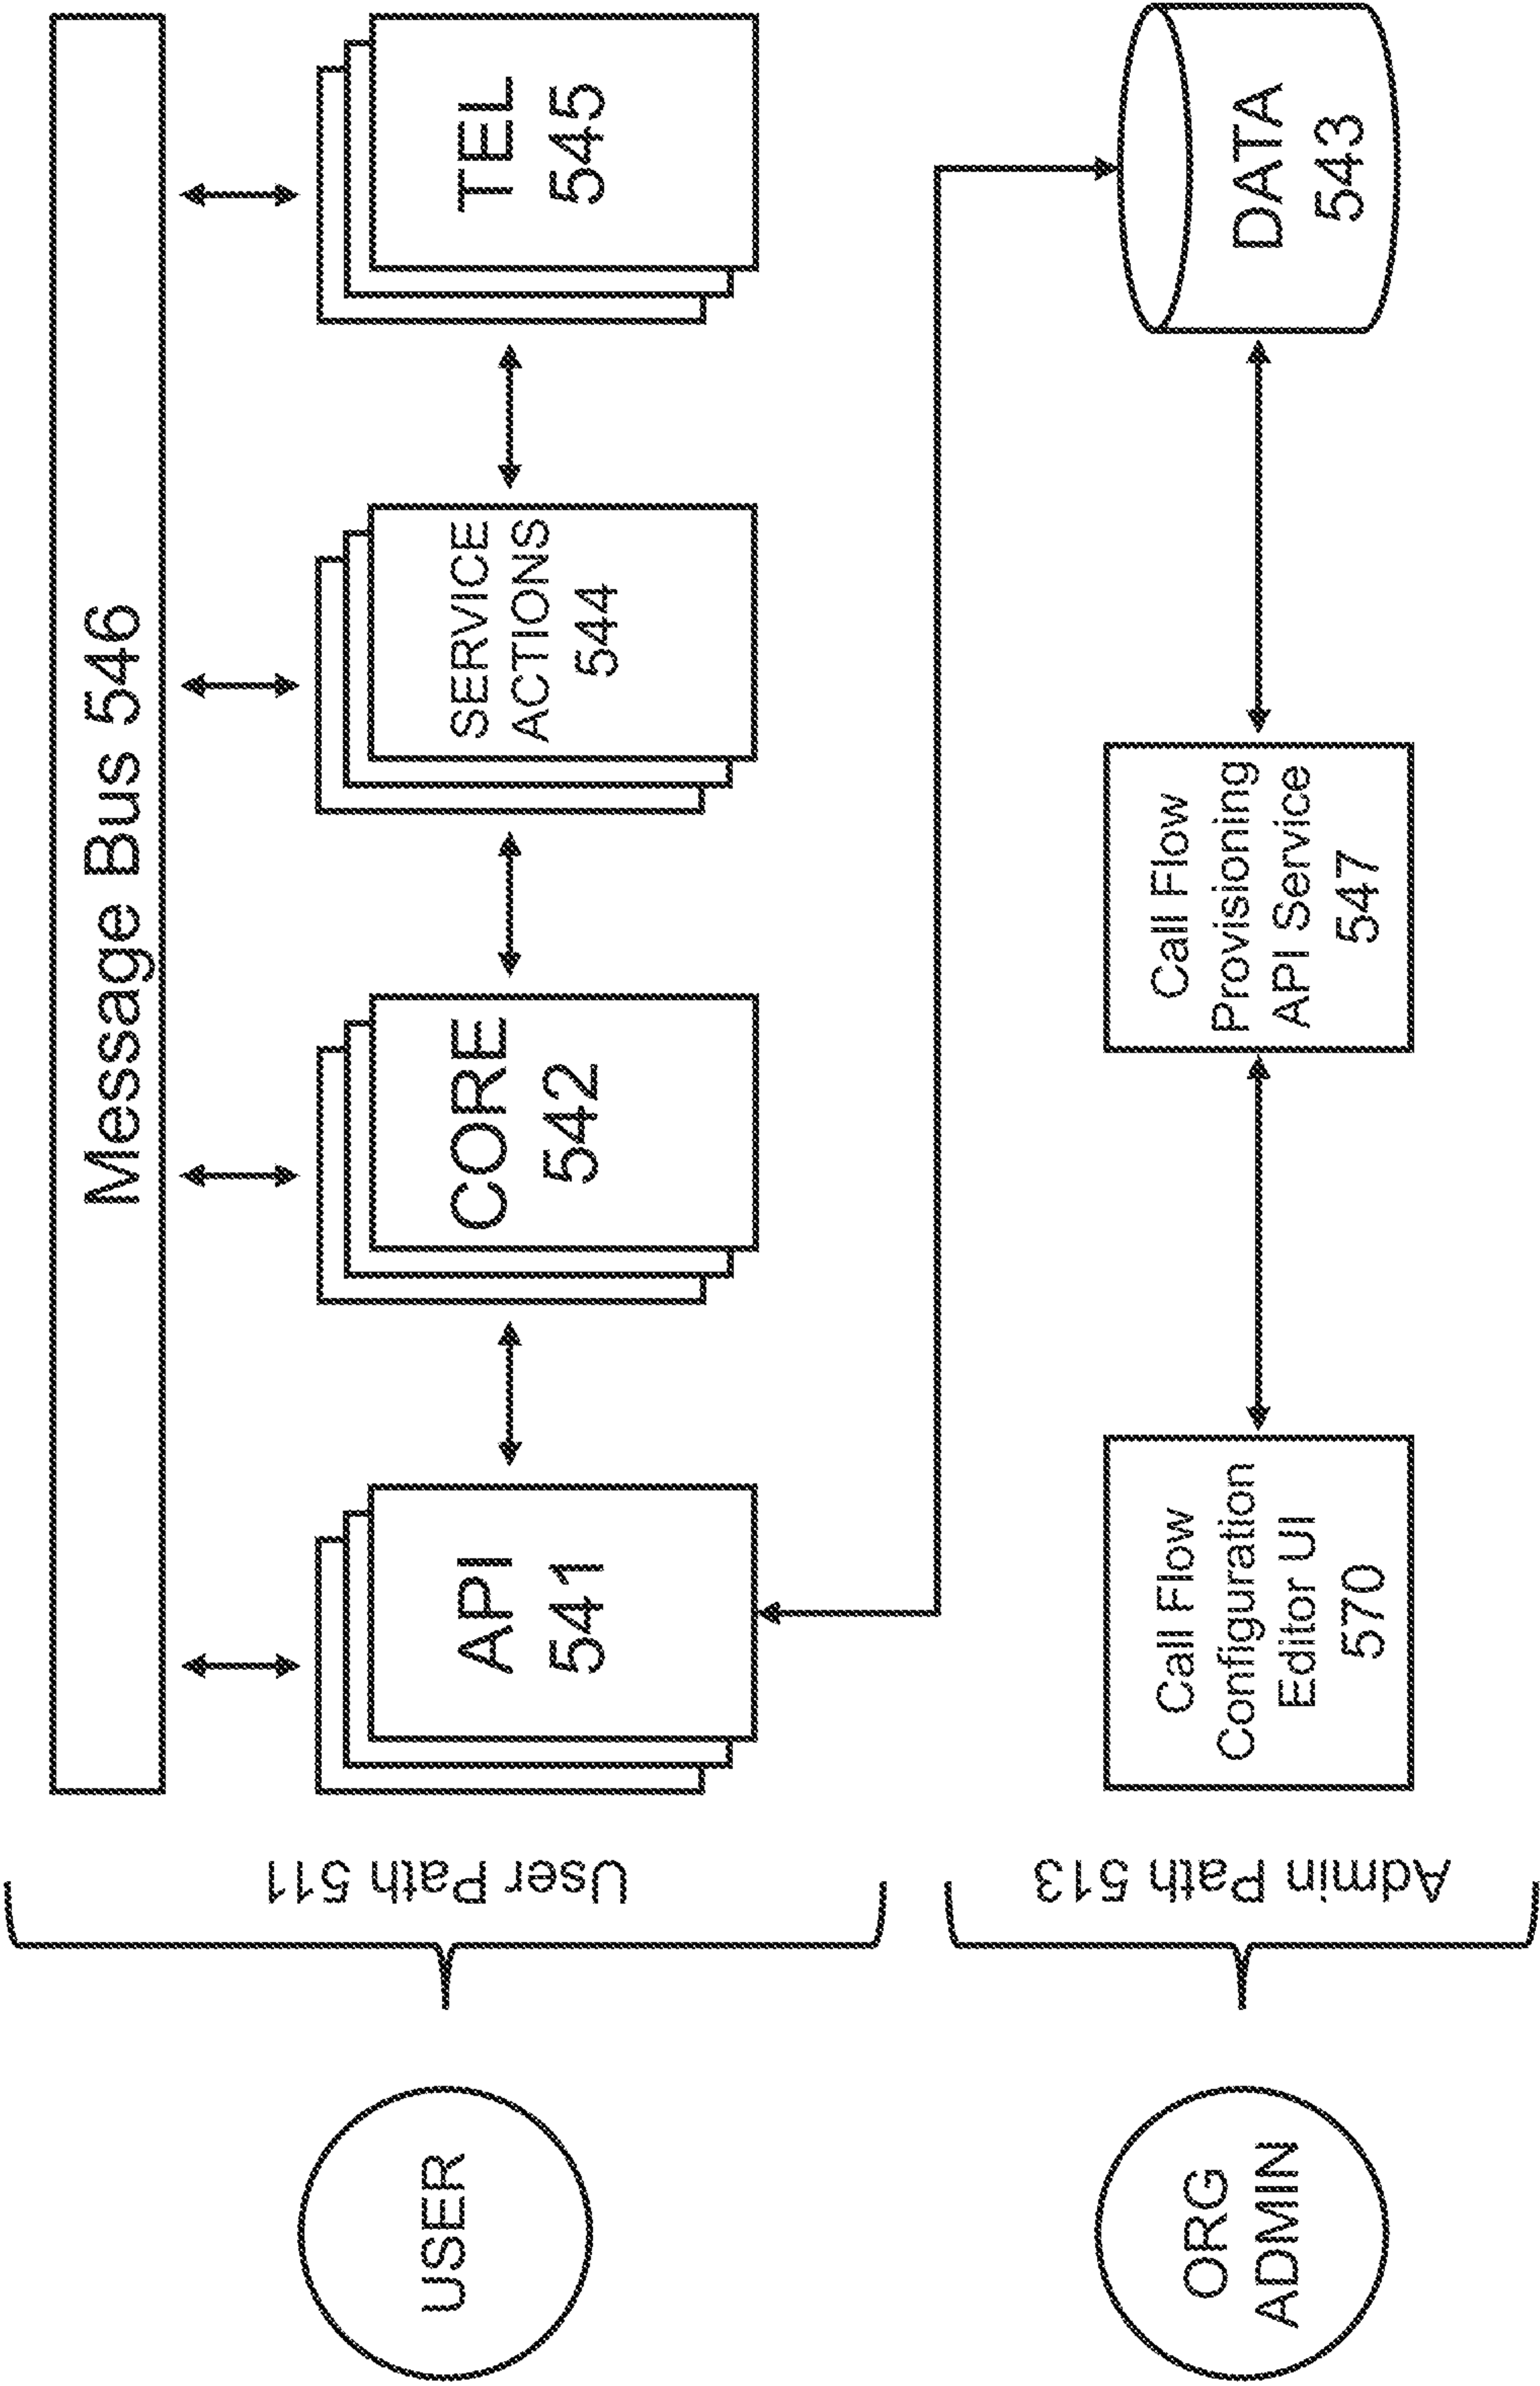 Message Bus 546
USER
User Path 511
API
541
CORE
542
SERVICE
ACTIONS
544
TEL
545
ORG
ADMIN
Admin Path 513
Call Flow
Configuration
Editor UI
570
Call Flow
Provisioning
API Service
547
DATA
543